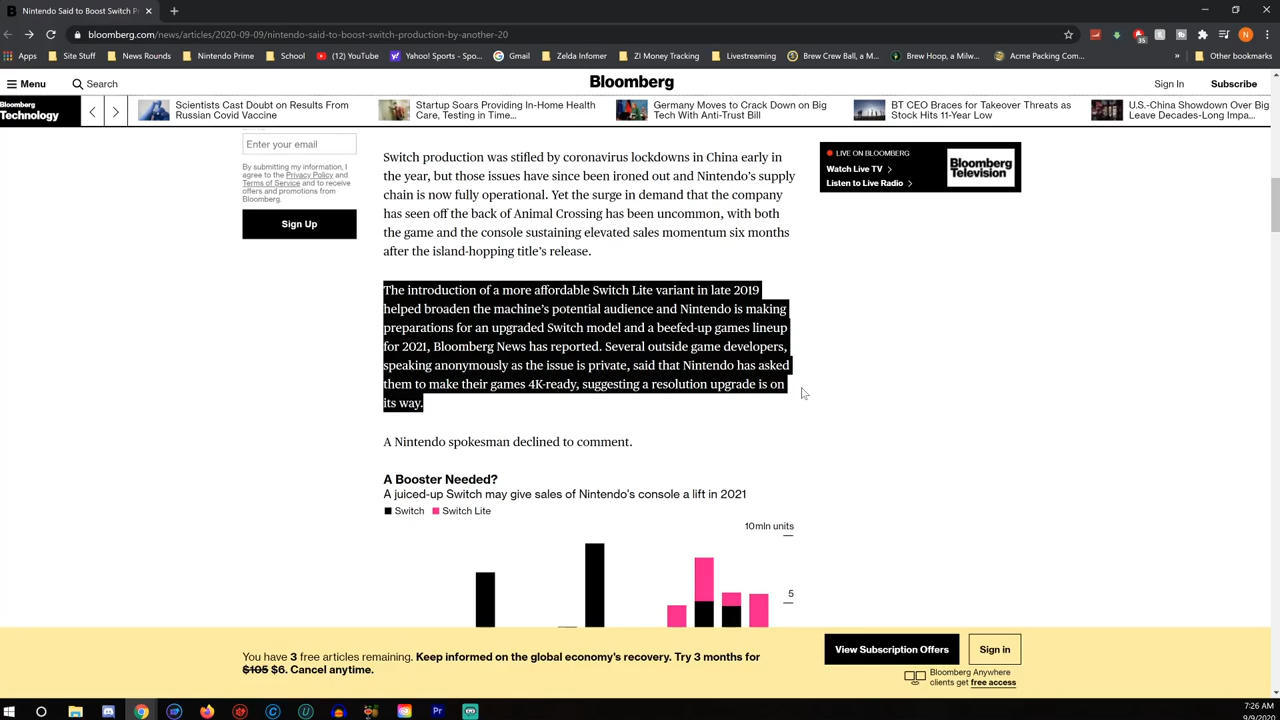 Nintendo Said to Boost Switch Pr
bloomberg.com/news/articles/2020-09-09/nintendo-said-to-boost-switch-production-by-another-20
Apps Site Stuff News Rounds Nintendo Prime School (12) YouTube Yahoo! Sports - Sp... Gmail Zelda Infomer ZI Money Tracking Livestreaming Brew Crew Ball, a M... Brew Hoop, a Milw... Acme Packing Com... » Other bookmarks
Menu Search Bloomberg Sign In Subscribe
Bloomberg
Technology
Scientists Cast Doubt on Results From
Russian Covid Vaccine
Startup Soars Providing In-Home Health
Care, Testing in Time...
Germany Moves to Crack Down on Big
Tech With Anti-Trust Bill
BT CEO Braces for Takeover Threats as
Stock Hits 11-Year Low
U.S.-China Showdown Over Big
Leave Decades-Long Impa...
Enter your email
By submitting my information, I
agree to the Privacy Policy and
Terms of Service and to receive
offers and promotions from
Bloomberg.
Sign Up
Switch production was stifled by coronavirus lockdowns in China early in
the year, but those issues have since been ironed out and Nintendo's supply
chain is now fully operational. Yet the surge in demand that the company
has seen off the back of Animal Crossing has been uncommon, with both
the game and the console sustaining elevated sales momentum six months
after the island-hopping title's release.
The introduction of a more affordable Switch Lite variant in late 2019
helped broaden the machine's potential audience and Nintendo is making
preparations for an upgraded Switch model and a beefed-up games lineup
for 2021, Bloomberg News has reported. Several outside game developers,
speaking anonymously as the issue is private, said that Nintendo has asked
them to make their games 4K-ready, suggesting a resolution upgrade is on
its way.
A Nintendo spokesman declined to comment.
A Booster Needed?
A juiced-up Switch may give sales of Nintendo's console a lift in 2021
Switch Switch Lite
10mln units
5
LIVE ON BLOOMBERG
Watch Live TV
Listen to Live Radio
Bloomberg
Television
You have 3 free articles remaining. Keep informed on the global economy's recovery. Try 3 months for
$105 $6. Cancel anytime.
View Subscription Offers
Sign in
Bloomberg Anywhere
clients get free access
7:26 AM
9/9/2020